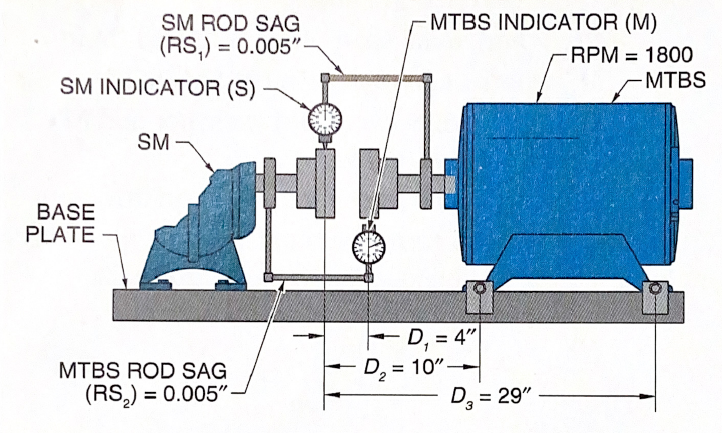 SM ROD SAG
(RS₁) = 0.005″
MTBS INDICATOR (M)
RPM = 1800
MTBS
SM INDICATOR (S)
SM
BASE
PLATE
D₁ = 4″
D₂ = 10″
D₃ = 29″
MTBS ROD SAG
(RS₂) = 0.005″